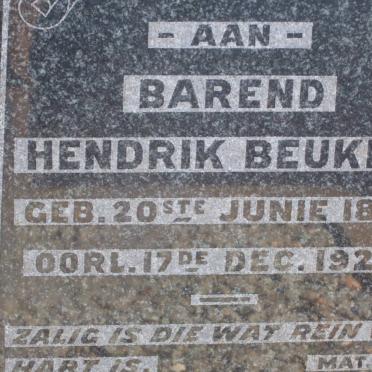 - AAN -
BAREND
HENDRIK BEUK
GEB. 20STE JUNIE 18
OORL. 17DE DEC. 192
ZALIG IS DIE WAT REIN
HART IS. MAT.